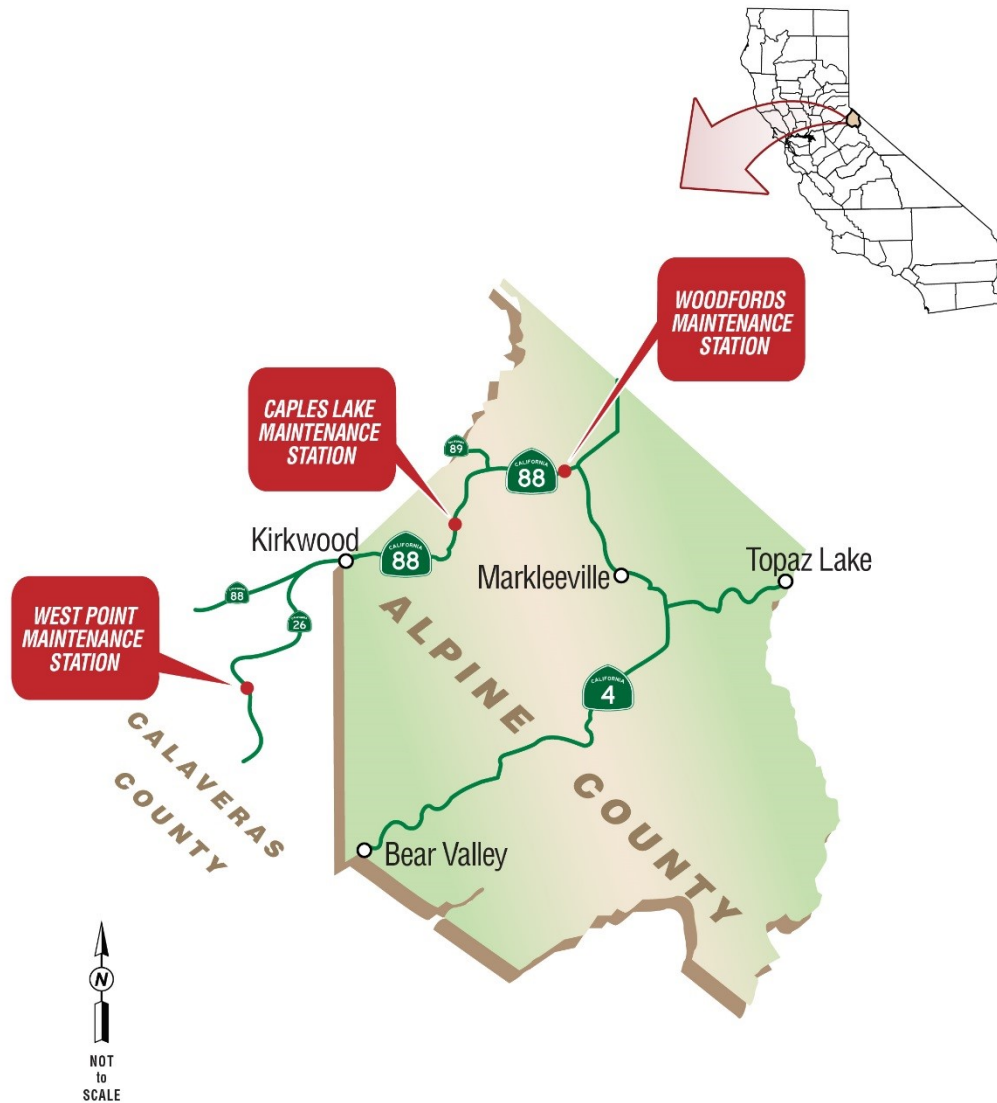 WOODFORDS
MAINTENANCE
STATION
CAPLES LAKE
MAINTENANCE
STATION
89
CALIFORNIA
88
Kirkwood
CALIFORNIA
88
Markleeville
Topaz Lake
88
26
WEST POINT
MAINTENANCE
STATION
CALIFORNIA
4
ALPINE
COUNTY
CALAVERAS
COUNTY
Bear Valley
N
NOT
to
SCALE